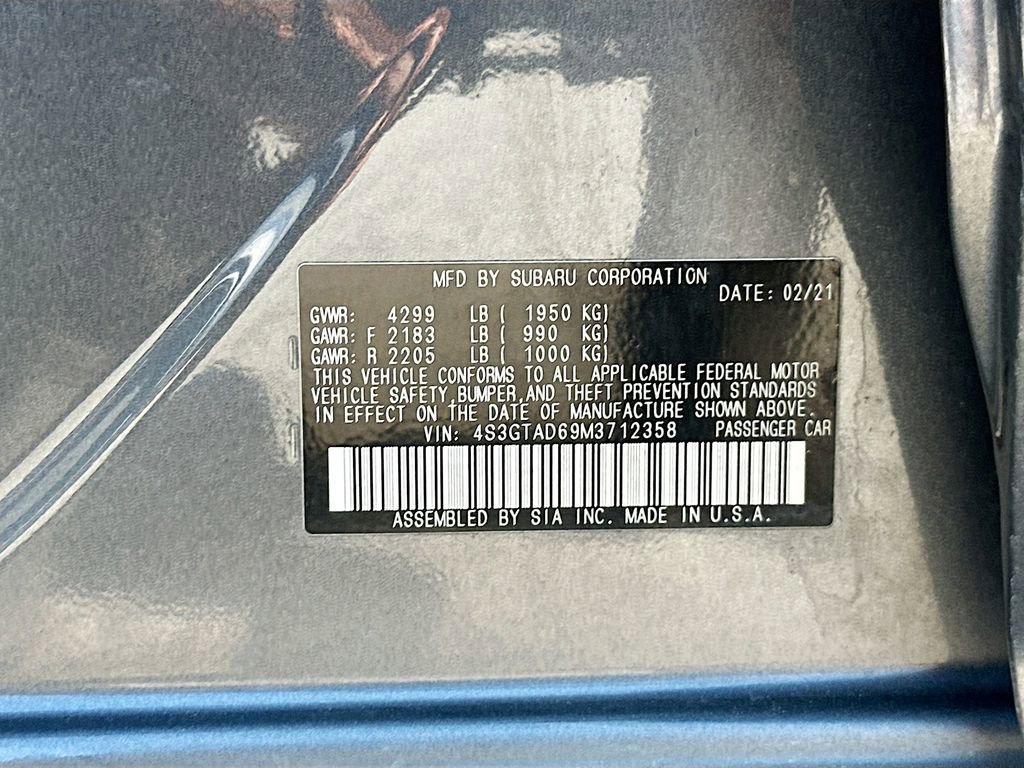 MFD BY SUBARU CORPORATION
DATE: 02/21
GVWR: 4299 LB ( 1950 KG)
GAWR: F 2183 LB ( 990 KG)
GAWR: R 2205 LB ( 1000 KG)
THIS VEHICLE CONFORMS TO ALL APPLICABLE FEDERAL MOTOR
VEHICLE SAFETY,BUMPER,AND THEFT PREVENTION STANDARDS
IN EFFECT ON THE DATE OF MANUFACTURE SHOWN ABOVE.
VIN: 4S3GTAD69M3712358 PASSENGER CAR
ASSEMBLED BY SIA INC. MADE IN U.S.A.